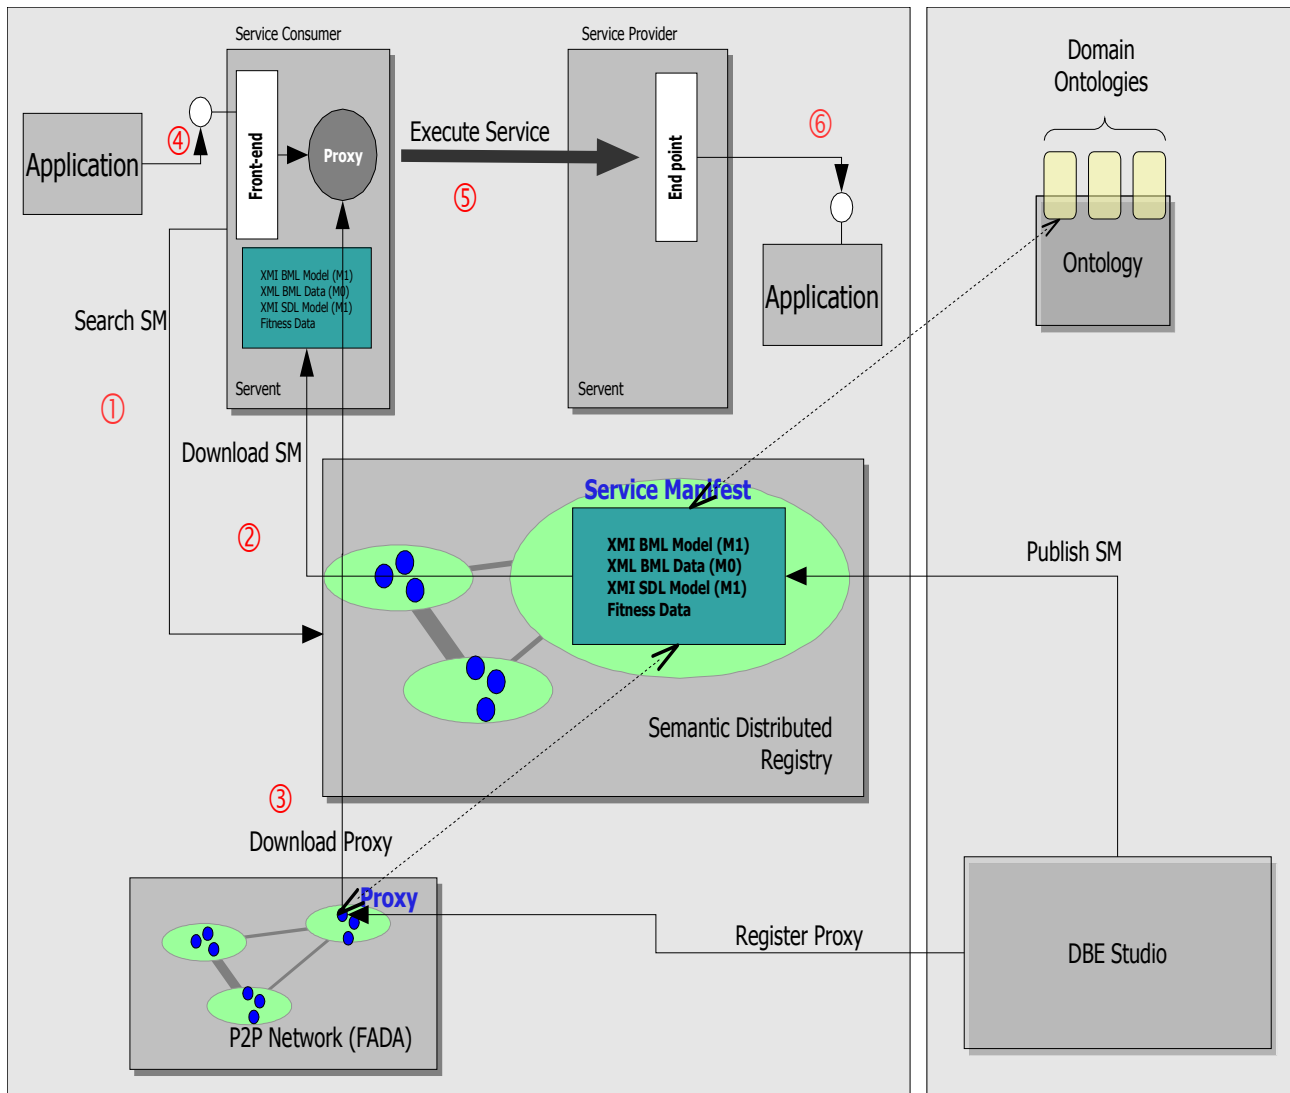 Service Consumer
Service Provider
Domain
Ontologies
④
Application
Front-end
Proxy
Execute Service
⑤
End point
⑥
Application
Ontology
XMI BML Model (M1)
XML BML Data (M0)
XMI SDL Model (M1)
Fitness Data
Servent
Servent
Search SM
①
Download SM
②
Service Manifest
XMI BML Model (M1)
XML BML Data (M0)
XMI SDL Model (M1)
Fitness Data
Publish SM
Semantic Distributed
Registry
③
Download Proxy
Proxy
Register Proxy
DBE Studio
P2P Network (FADA)